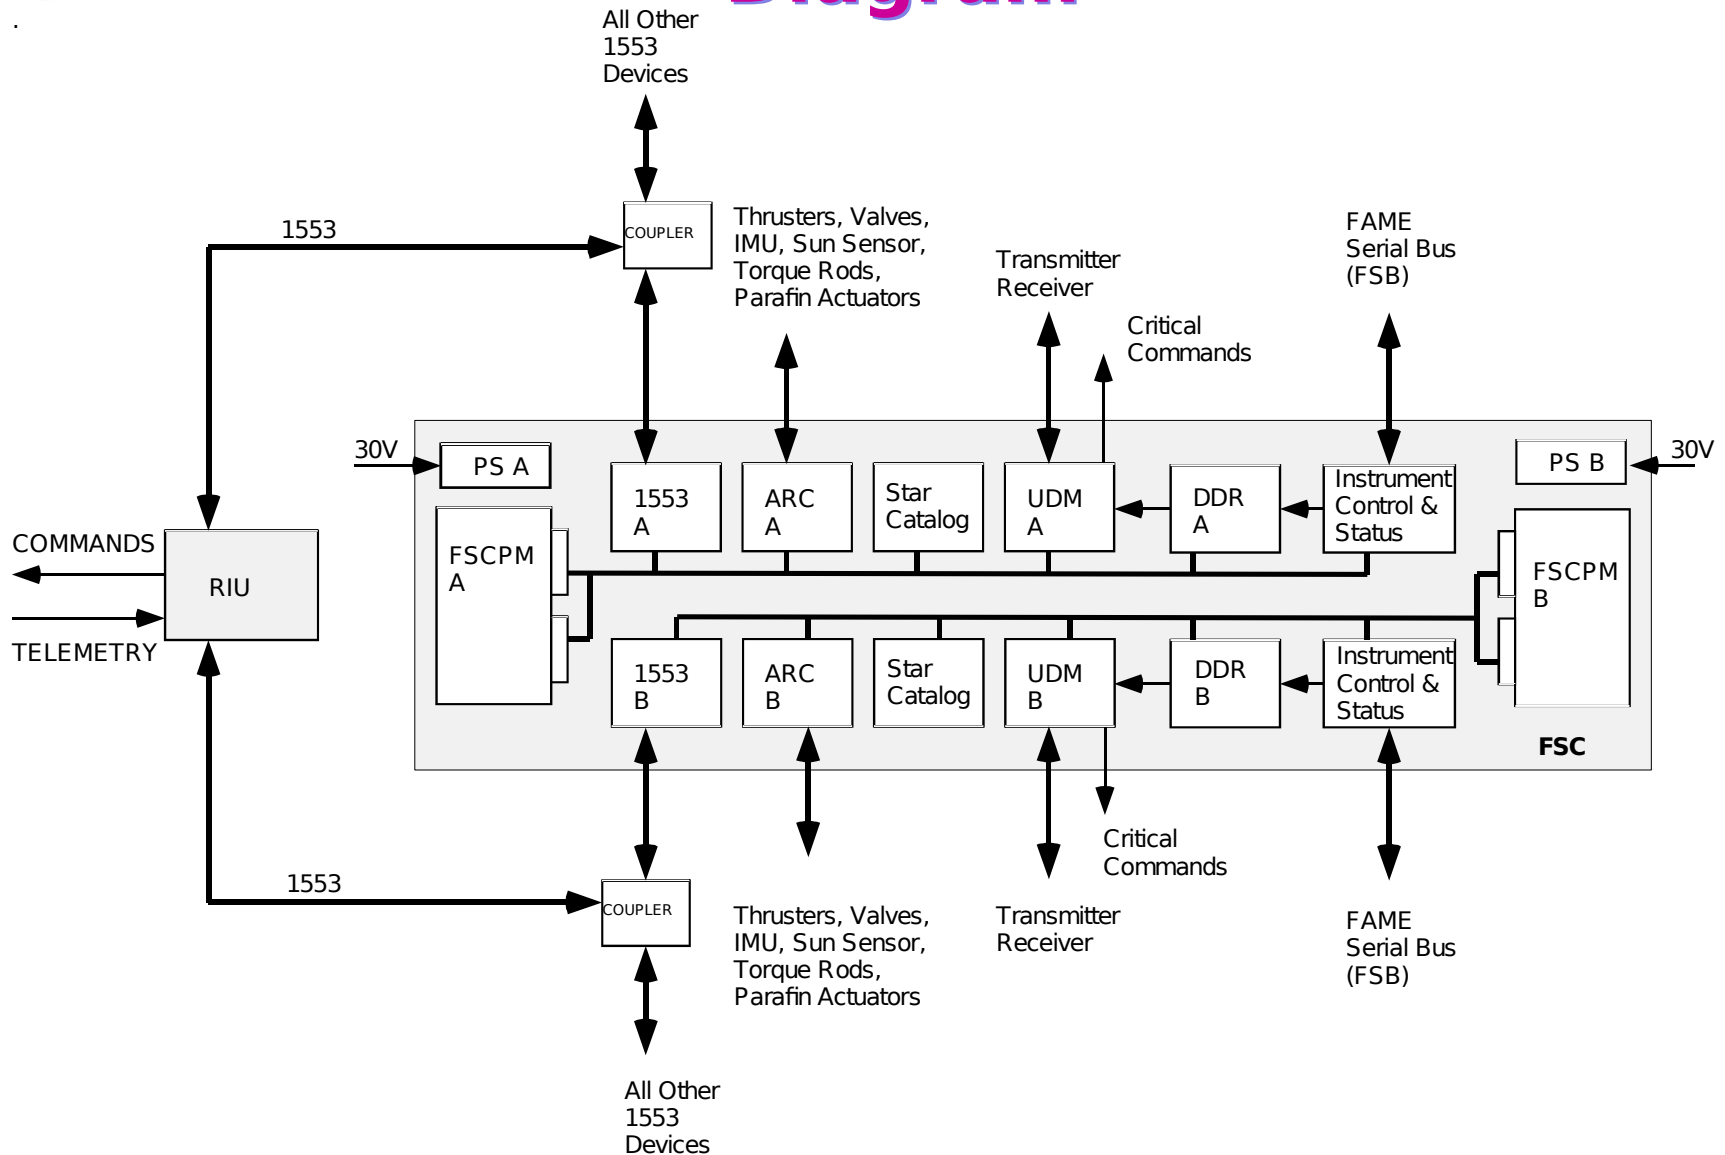 Diagram
.
All Other
1553
Devices
1553
COUPLER
Thrusters, Valves,
IMU, Sun Sensor,
Torque Rods,
Parafin Actuators
Transmitter
Receiver
Critical
Commands
FAME
Serial Bus
(FSB)
30V
PS A
PS B
30V
1553
A
ARC
A
Star
Catalog
UDM
A
DDR
A
Instrument
Control &
Status
FSCPM
A
FSCPM
B
COMMANDS
RIU
TELEMETRY
1553
B
ARC
B
Star
Catalog
UDM
B
DDR
B
Instrument
Control &
Status
FSC
1553
COUPLER
Critical
Commands
Thrusters, Valves,
IMU, Sun Sensor,
Torque Rods,
Parafin Actuators
Transmitter
Receiver
FAME
Serial Bus
(FSB)
All Other
1553
Devices